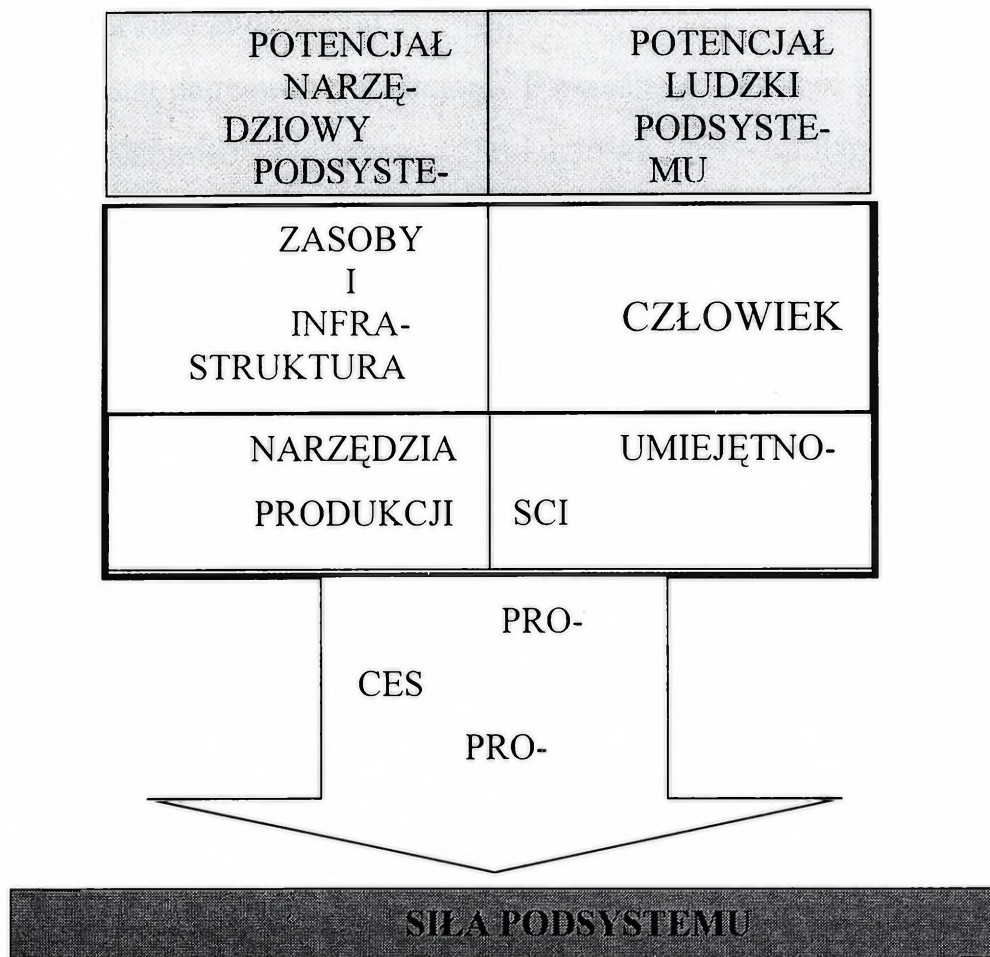 POTENCJAŁ
NARZĘ-
DZIOWY
PODSYSTE-
POTENCJAŁ
LUDZKI
PODSYSTE-
MU
ZASOBY
I
INFRA-
STRUKTURA
CZŁOWIEK
NARZĘDZIA
PRODUKCJI
UMIEJĘTNO-
SCI
PRO-
CES
PRO-
SIŁA PODSYSTEMU